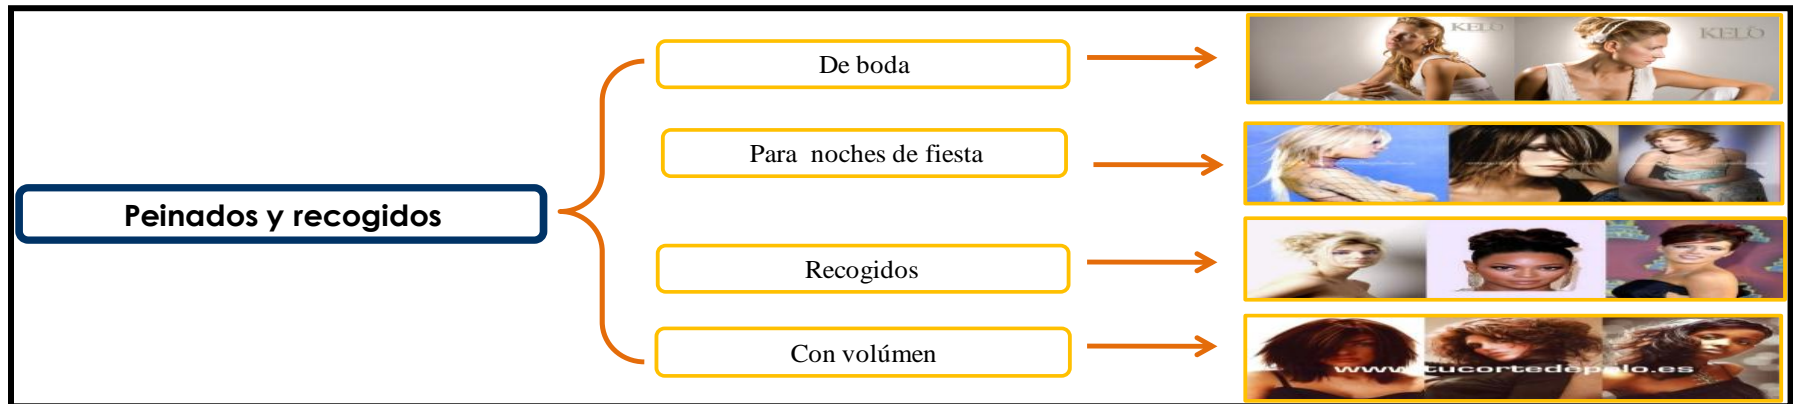 De boda
KELO
KELO
Para noches de fiesta
Peinados y recogidos
Recogidos
Con volúmen
www.tucortedepelo.es